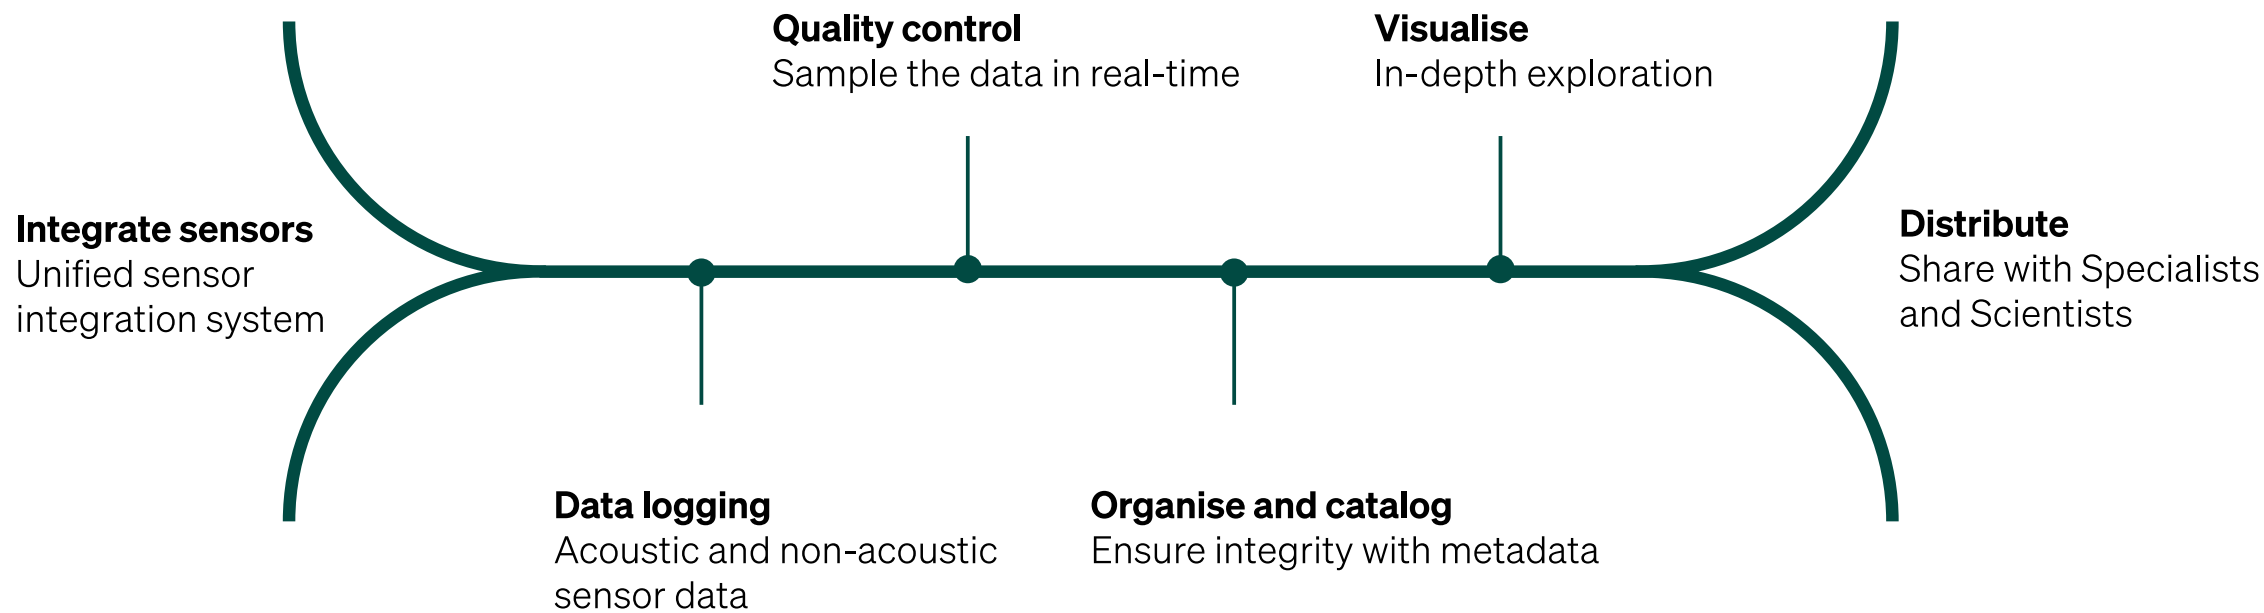 Integrate sensors
Unified sensor
integration system
Data logging
Acoustic and non-acoustic
sensor data
Quality control
Sample the data in real-time
Organise and catalog
Ensure integrity with metadata
Visualise
In-depth exploration
Distribute
Share with Specialists
and Scientists